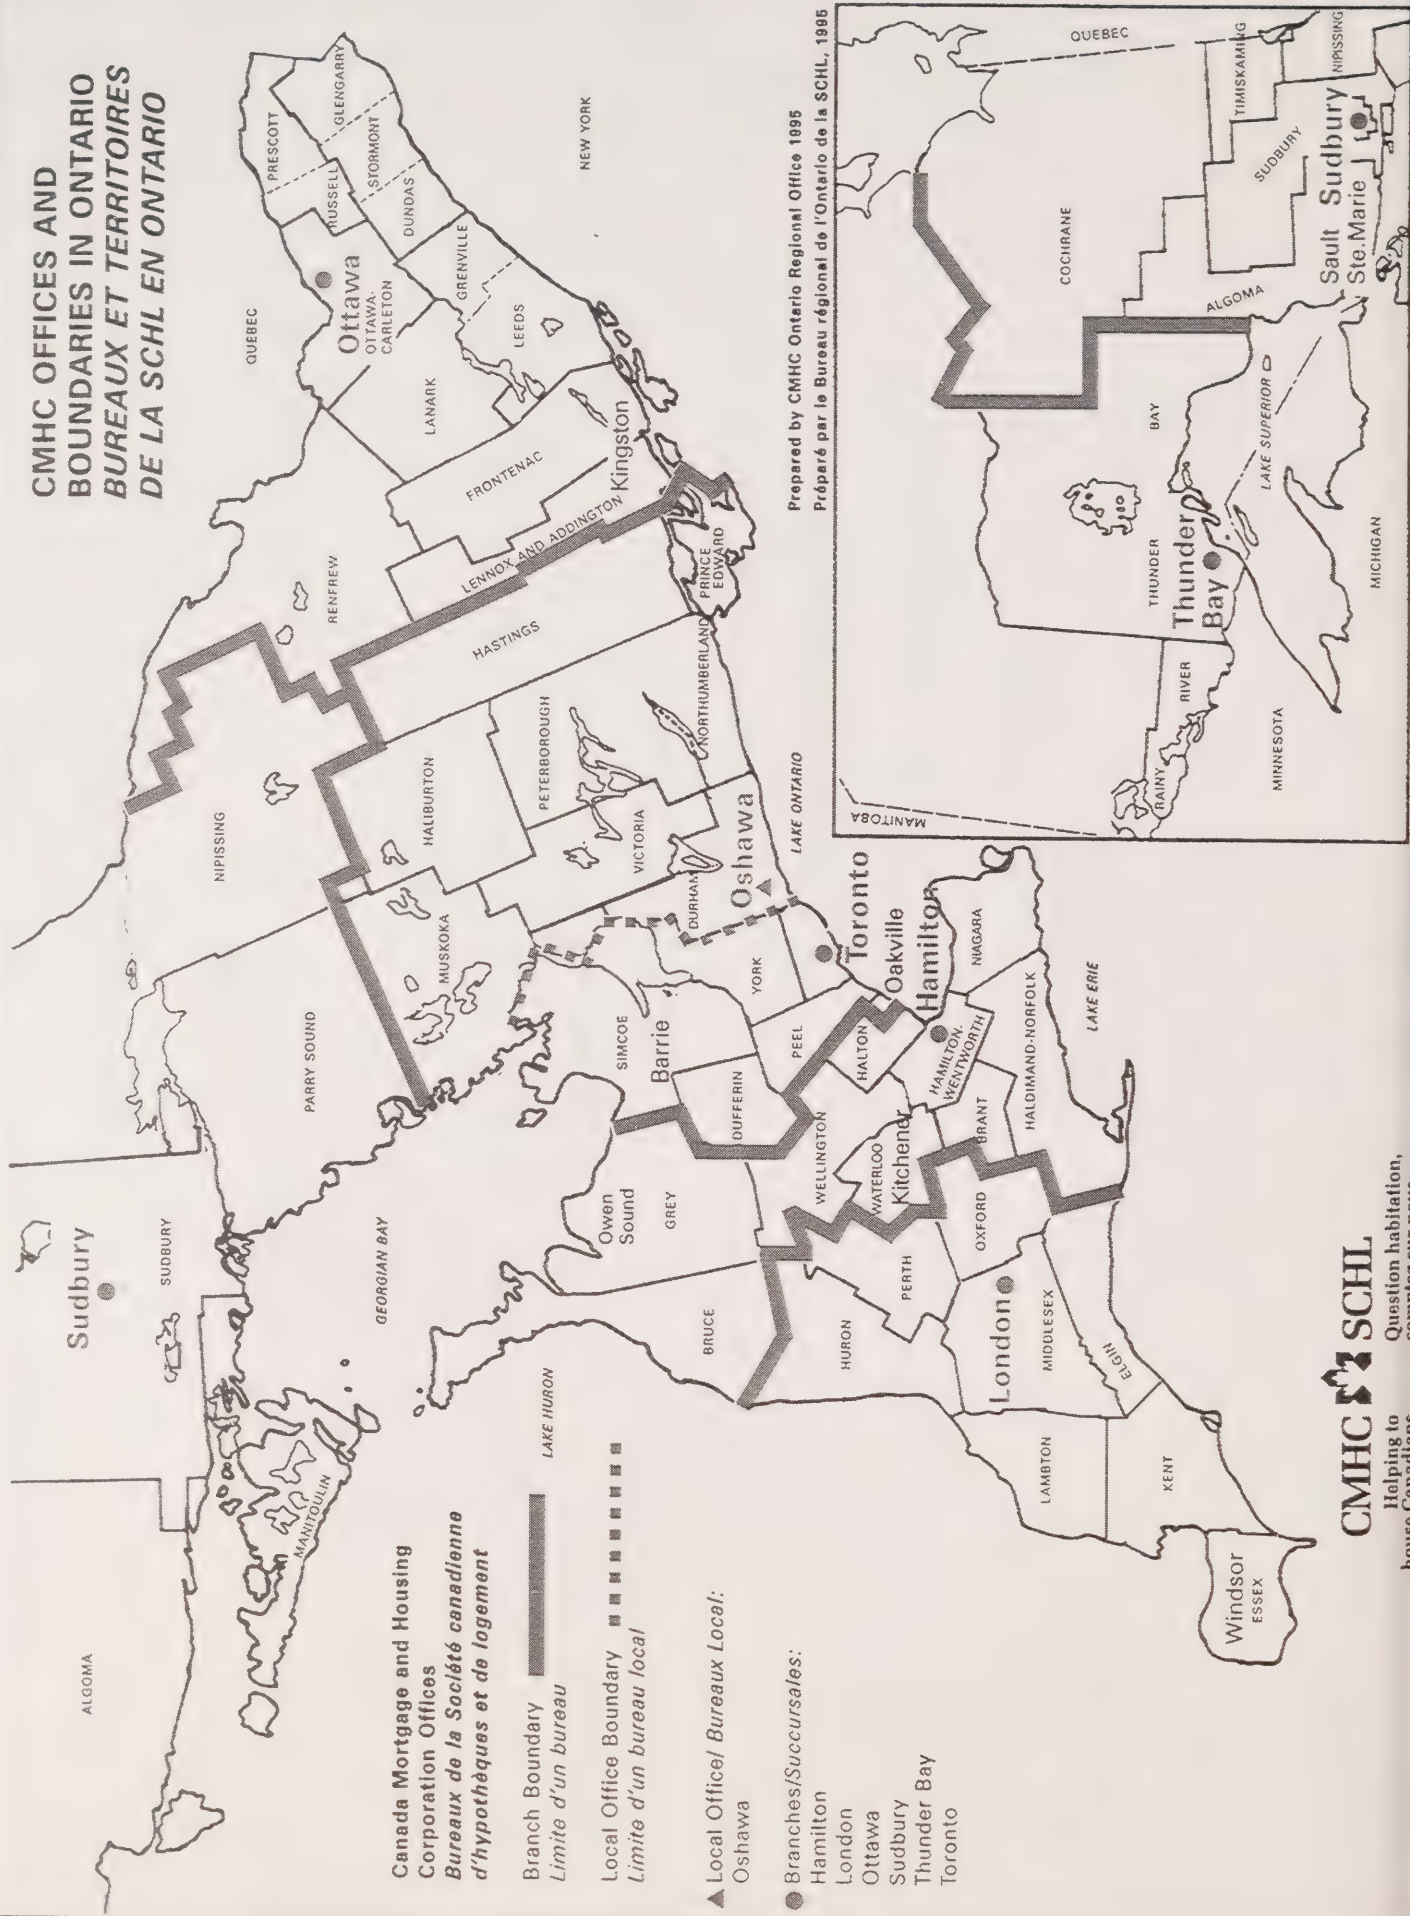 CMHC OFFICES AND
BOUNDARIES IN ONTARIO
BUREAUX ET TERRITOIRES
DE LA SCHL EN ONTARIO
Canada Mortgage and Housing
Corporation Offices
Bureaux de la Société canadienne
d'hypothèques et de logement
Branch Boundary
Limite d'un bureau
Local Office Boundary
Limite d'un bureau local
Local Office/ Bureaux Local:
Oshawa
Branches/Succursales:
Hamilton
London
Ottawa
Sudbury
Thunder Bay
Toronto
ALGOMA
Sudbury
SUDBURY
MANITOULIN
GEORGIAN BAY
LAKE HURON
PARRY SOUND
NIPISSING
MUSKOKA
HALIBURTON
RENFREW
QUEBEC
Ottawa
OTTAWA-
CARLETON
PRESCOTT
RUSSELL
GLENGARRY
STORMONT
DUNDAS
GRENVILLE
LEEDS
LANARK
FRONTENAC
LENNOX AND ADDINGTON
Kingston
NEW YORK
HASTINGS
PRINCE
EDWARD
NORTHUMBERLAND
PETERBOROUGH
VICTORIA
DURHAM
Oshawa
LAKE ONTARIO
SIMCOE
Barrie
YORK
Toronto
PEEL
DUFFERIN
HALTON
Oakville
Hamilton
HAMILTON-
WENTWORTH
NIAGARA
HALDIMAND-NORFOLK
LAKE ERIE
BRANT
WELLINGTON
WATERLOO
Kitchener
Owen
Sound
GREY
BRUCE
HURON
PERTH
OXFORD
London
MIDDLESEX
ELGIN
LAMBTON
KENT
Windsor
ESSEX
Prepared by CMHC Ontario Regional Office 1995
Préparé par le Bureau régional de l'Ontario de la SCHL, 1995
MANITOBA
QUEBEC
COCHRANE
TIMISKAMING
NIPISSING
SUDBURY
Sudbury
Sault
Ste.Marie
ALGOMA
THUNDER
BAY
Thunder
Bay
LAKE SUPERIOR
RAINY
RIVER
MINNESOTA
MICHIGAN
CMHC SCHL
Helping to
house Canadians
Question habitation,
comptez sur nous